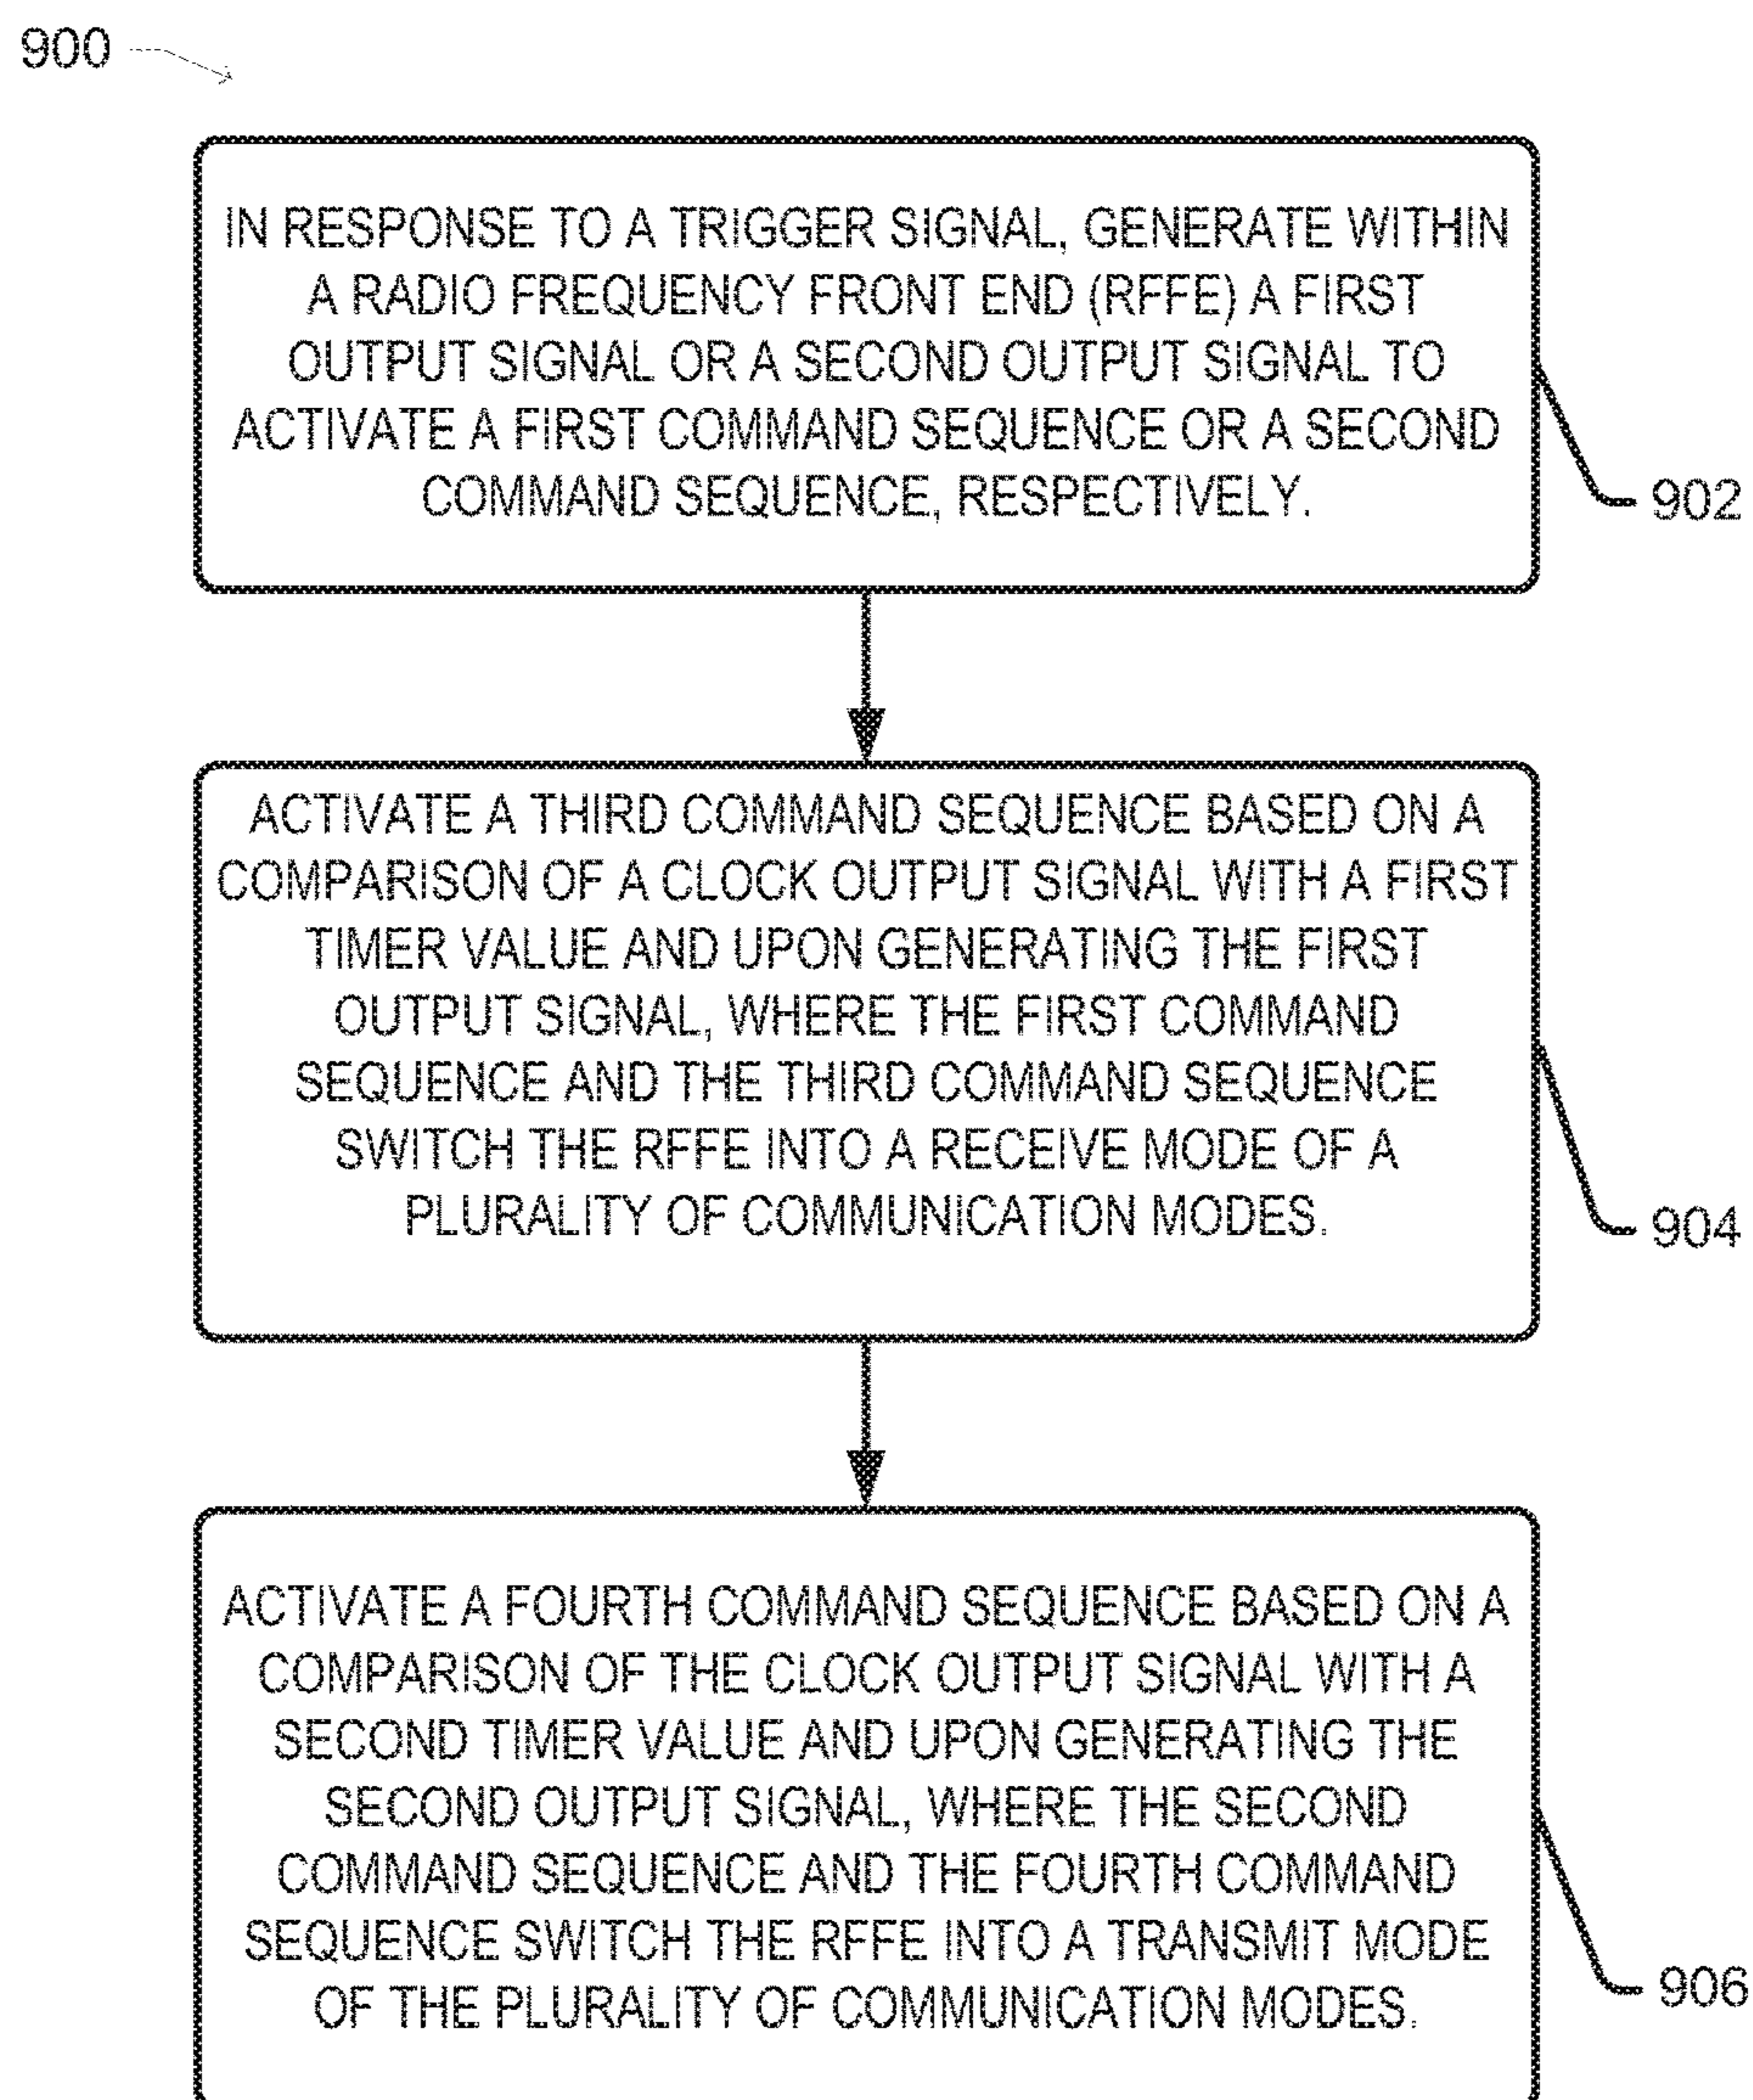 900
IN RESPONSE TO A TRIGGER SIGNAL, GENERATE WITHIN
A RADIO FREQUENCY FRONT END (RFFE) A FIRST
OUTPUT SIGNAL OR A SECOND OUTPUT SIGNAL TO
ACTIVATE A FIRST COMMAND SEQUENCE OR A SECOND
COMMAND SEQUENCE, RESPECTIVELY.
902
ACTIVATE A THIRD COMMAND SEQUENCE BASED ON A
COMPARISON OF A CLOCK OUTPUT SIGNAL WITH A FIRST
TIMER VALUE AND UPON GENERATING THE FIRST
OUTPUT SIGNAL, WHERE THE FIRST COMMAND
SEQUENCE AND THE THIRD COMMAND SEQUENCE
SWITCH THE RFFE INTO A RECEIVE MODE OF A
PLURALITY OF COMMUNICATION MODES.
904
ACTIVATE A FOURTH COMMAND SEQUENCE BASED ON A
COMPARISON OF THE CLOCK OUTPUT SIGNAL WITH A
SECOND TIMER VALUE AND UPON GENERATING THE
SECOND OUTPUT SIGNAL, WHERE THE SECOND
COMMAND SEQUENCE AND THE FOURTH COMMAND
SEQUENCE SWITCH THE RFFE INTO A TRANSMIT MODE
OF THE PLURALITY OF COMMUNICATION MODES.
906